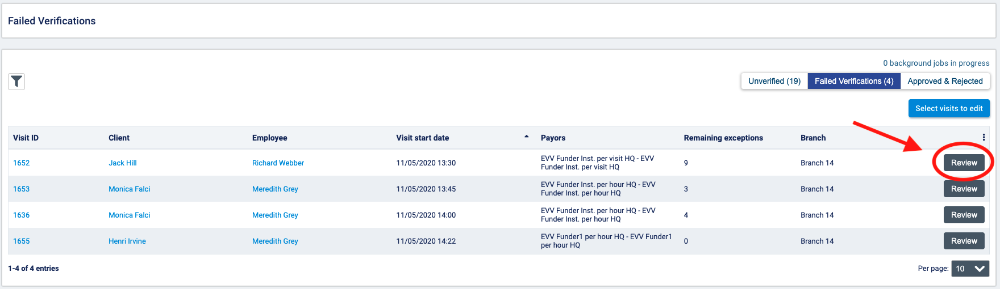 Failed Verifications
0 background jobs in progress
Unverified (19) Failed Verifications (4) Approved & Rejected
Select visits to edit
Visit ID Client Employee Visit start date Payors Remaining exceptions Branch
1652 Jack Hill Richard Webber 11/05/2020 13:30 EVV Funder Inst. per visit HQ - EVV 9 Branch 14 Review
Funder Inst. per visit HQ
1653 Monica Falci Meredith Grey 11/05/2020 13:45 EVV Funder Inst. per hour HQ - EVV 3 Branch 14 Review
Funder Inst. per hour HQ
1636 Monica Falci Meredith Grey 11/05/2020 14:00 EVV Funder Inst. per hour HQ - EVV 4 Branch 14 Review
Funder Inst. per hour HQ
1655 Henri Irvine Meredith Grey 11/05/2020 14:22 EVV Funder1 per hour HQ - EVV Funder1 0 Branch 14 Review
per hour HQ
1-4 of 4 entries Per page: 10